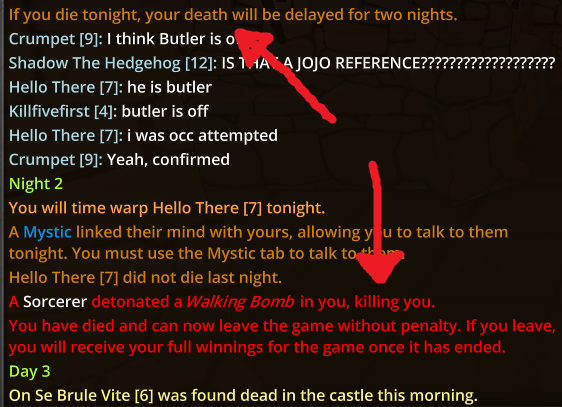 If you die tonight, your death will be delayed for two nights.
Crumpet [9]: I think Butler is o
Shadow The Hedgehog [12]: IS THAT A JOJO REFERENCE???????????????????
Hello There [7]: he is butler
Killfivefirst [4]: butler is off
Hello There [7]: i was occ attempted
Crumpet [9]: Yeah, confirmed
Night 2
You will time warp Hello There [7] tonight.
A Mystic linked their mind with yours, allowing you to talk to them
tonight. You must use the Mystic tab to talk to them.
Hello There [7] did not die last night.
A Sorcerer detonated a Walking Bomb in you, killing you.
You have died and can now leave the game without penalty. If you leave,
you will receive your full winnings for the game once it has ended.
Day 3
On Se Brule Vite [6] was found dead in the castle this morning.